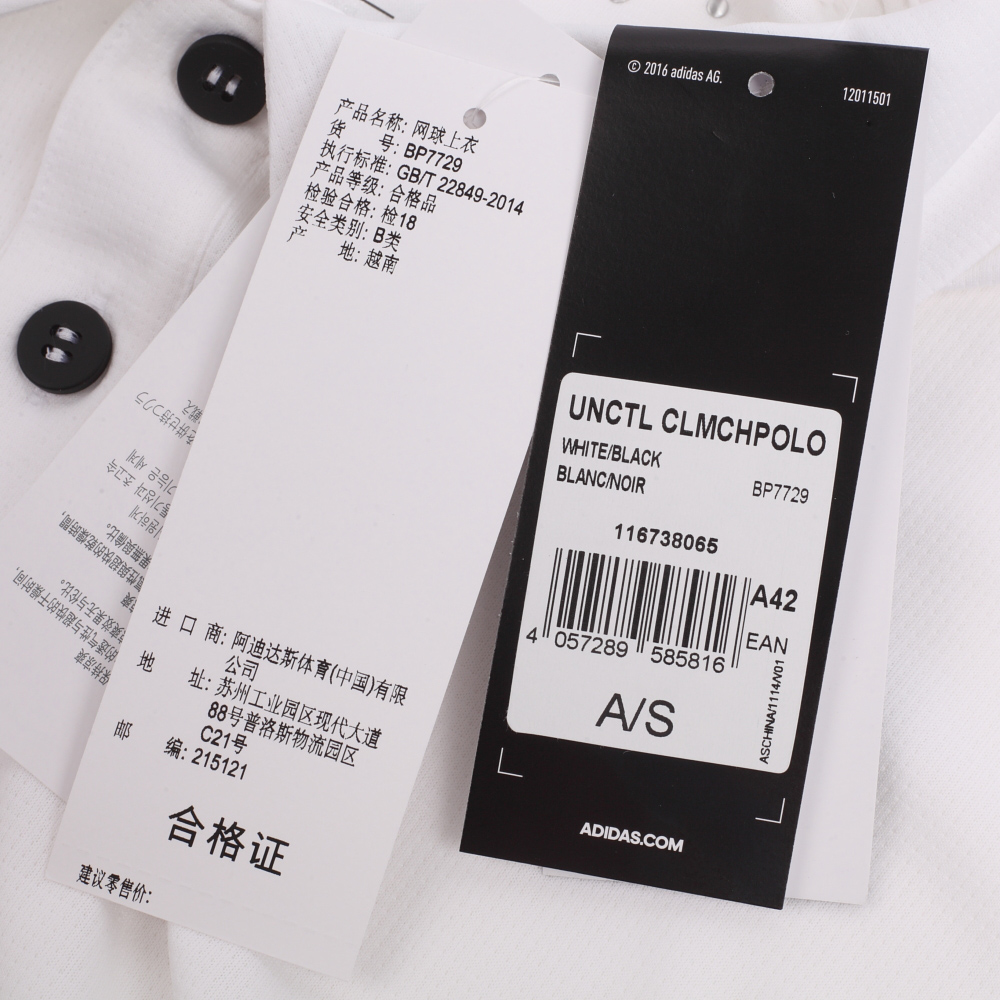 产品名称: 网球上衣
货 号: BP7729
执行标准: GB/T 22849-2014
产品等级: 合格品
检验合格: 检18
安全类别: B类
产 地: 越南
进 口 商: 阿迪达斯体育(中国)有限
公司
地 址: 苏州工业园区现代大道
88号普洛斯物流园区
C21号
邮 编: 215121
合格证
建议零售价:
© 2016 adidas AG.
12011501
UNCTL CLMCHPOLO
WHITE/BLACK
BLANC/NOIR
BP7729
116738065
A42
4 057289 585816
EAN
A/S
ASCHINA/1114/V01
ADIDAS.COM